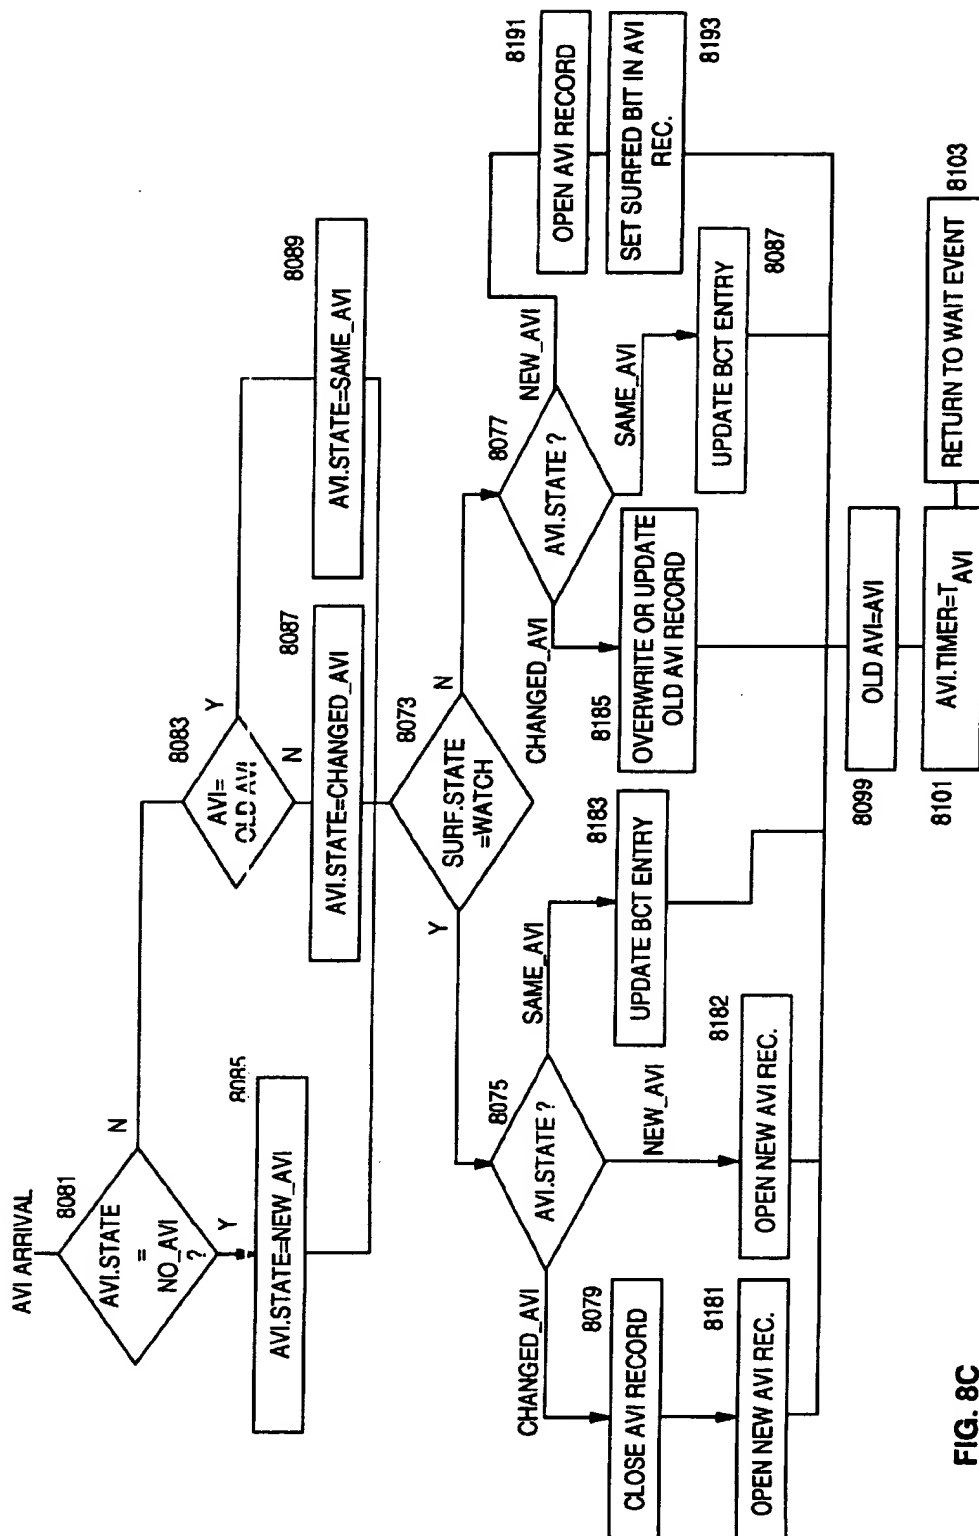 AVI ARRIVAL
8081
AVI.STATE
=
NO_AVI
?
N
Y
8085
AVI.STATE=NEW_AVI
8083
AVI=
OLD AVI
Y
N
8087
AVI.STATE=CHANGED_AVI
8089
AVI.STATE=SAME_AVI
8073
SURF.STATE
=WATCH
Y
N
8075
AVI.STATE ?
CHANGED_AVI
SAME_AVI
NEW_AVI
8079
CLOSE AVI RECORD
8181
OPEN NEW AVI REC.
8182
OPEN NEW AVI REC.
8183
UPDATE BCT ENTRY
8077
AVI.STATE ?
CHANGED_AVI
SAME_AVI
NEW_AVI
8185
OVERWRITE OR UPDATE
OLD AVI RECORD
UPDATE BCT ENTRY
8087
8191
OPEN AVI RECORD
SET SURFED BIT IN AVI
REC.
8193
8099
OLD AVI=AVI
8101
AVI.TIMER=TAVI
RETURN TO WAIT EVENT
8103
FIG. 8C